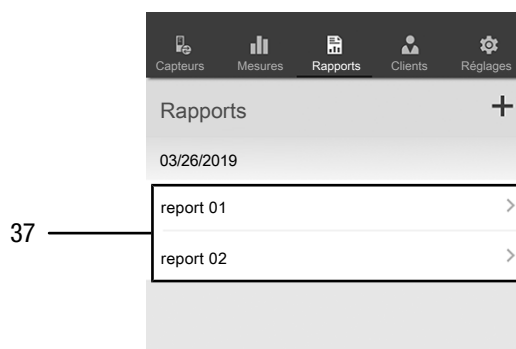 Capteurs Mesures Rapports Clients Réglages
Rapports +
03/26/2019
report 01
37
report 02